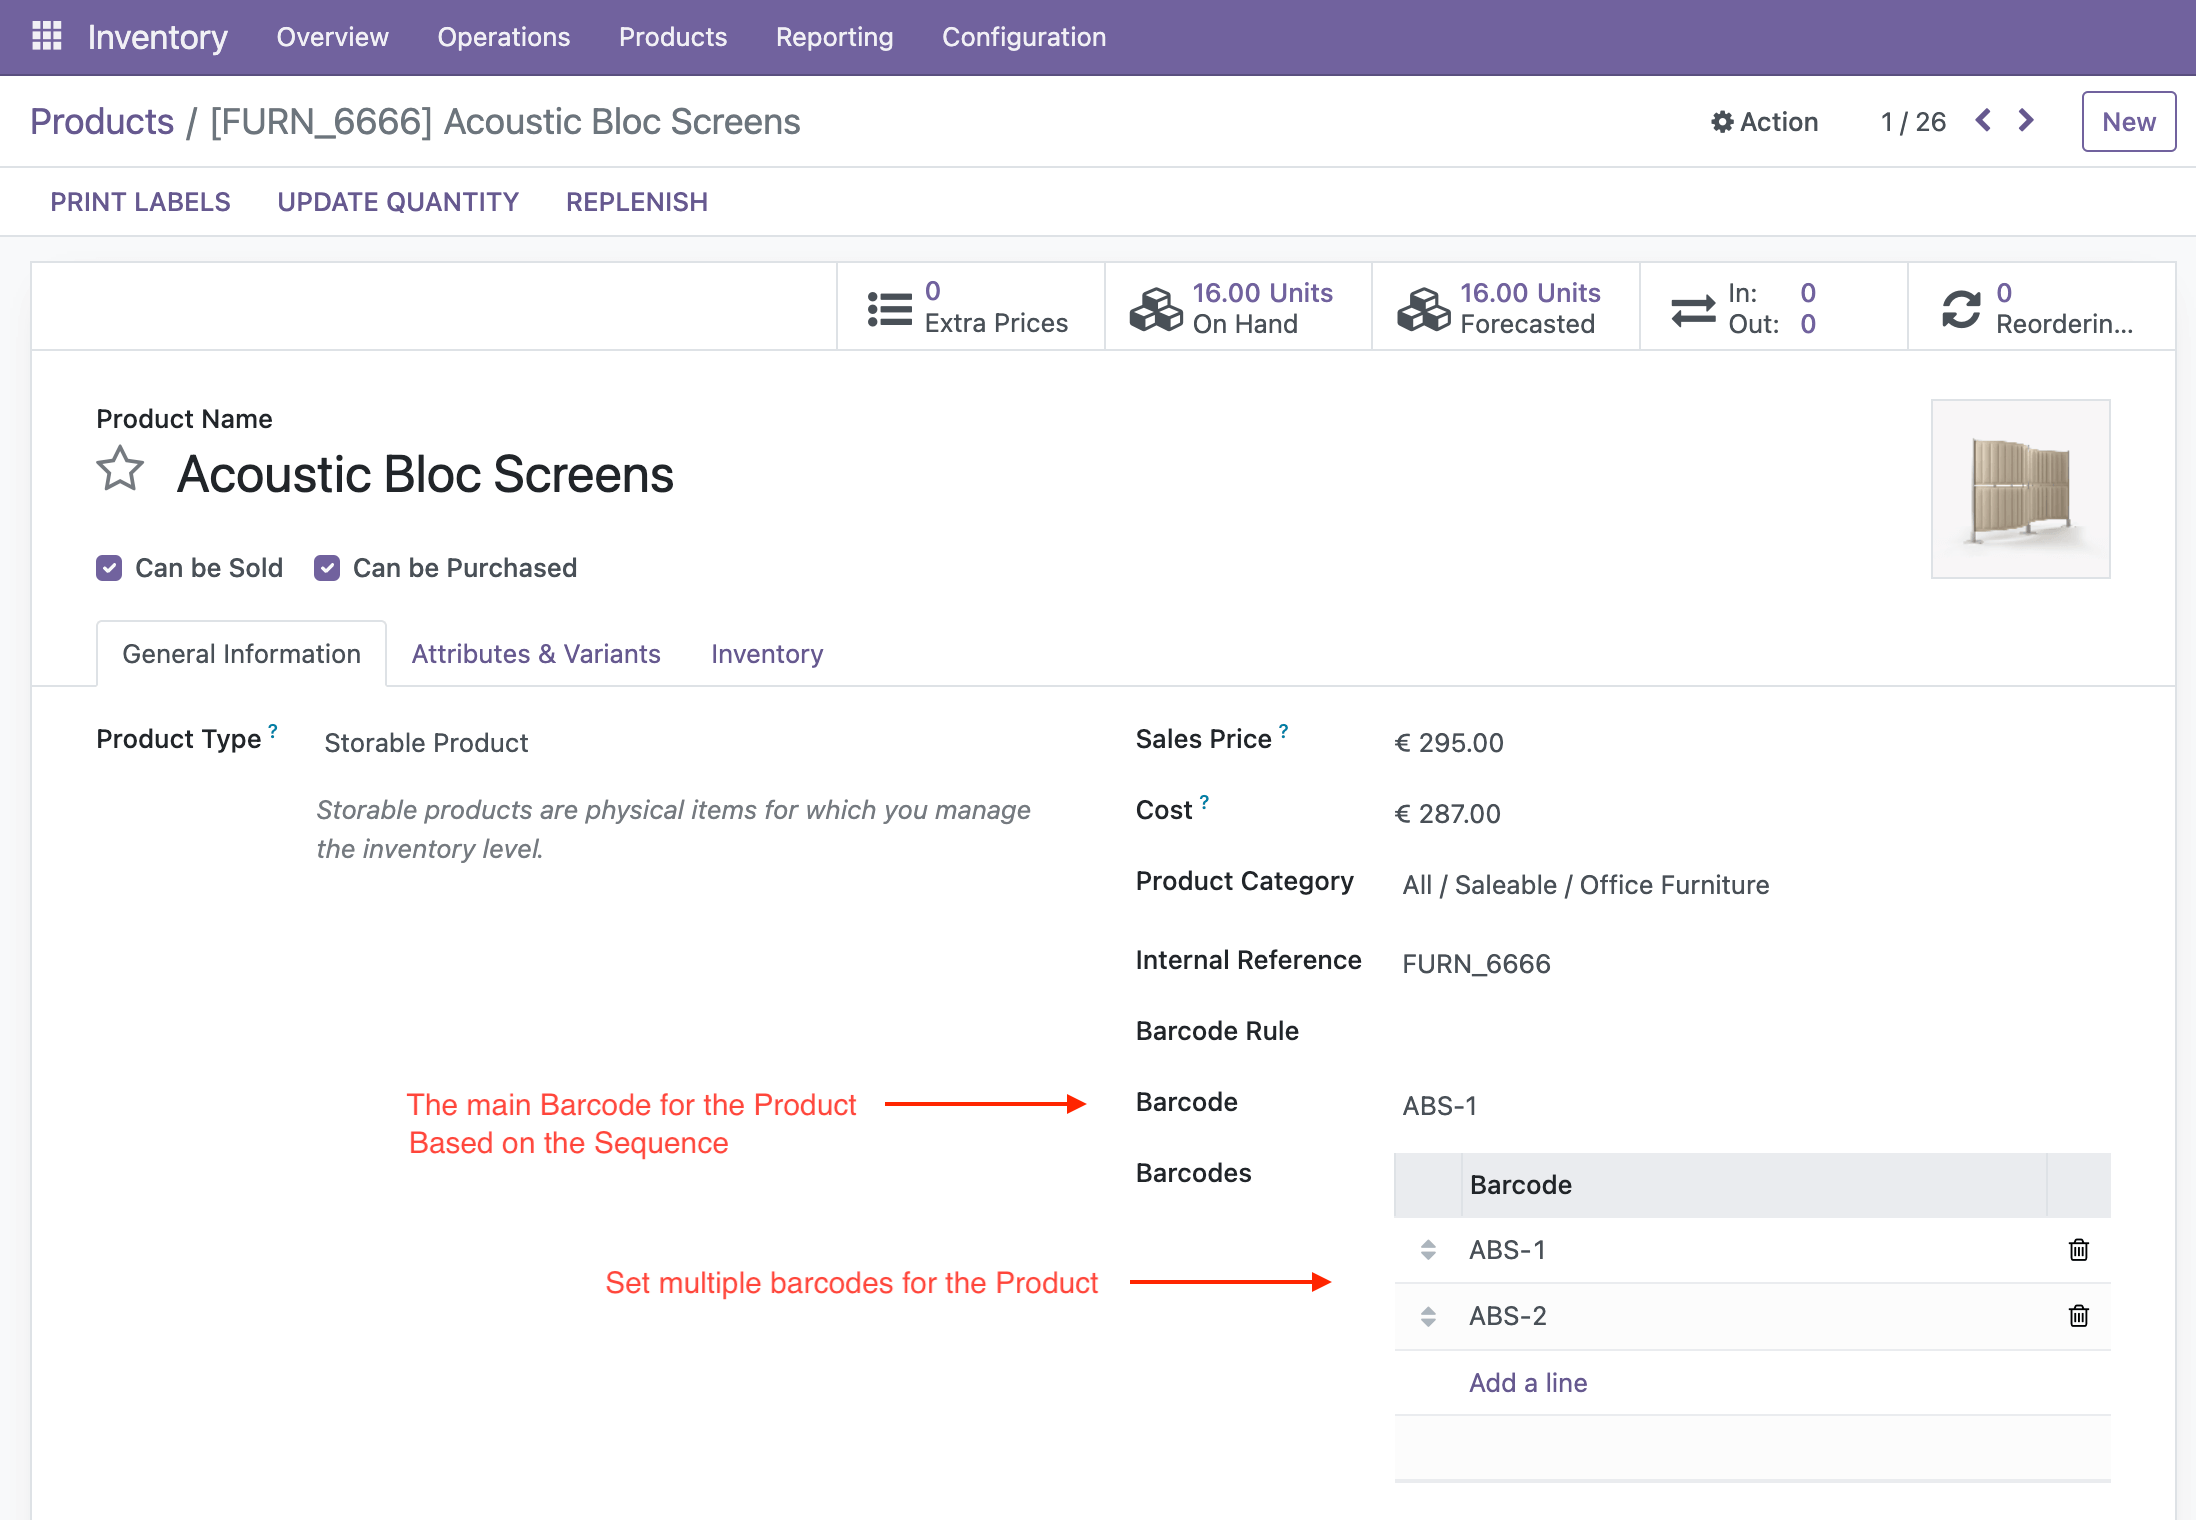 Inventory Overview Operations Products Reporting Configuration
Products / [FURN_6666] Acoustic Bloc Screens Action 1 / 26 New
PRINT LABELS UPDATE QUANTITY REPLENISH
0
Extra Prices
16.00 Units
On Hand
16.00 Units
Forecasted
In: 0
Out: 0
0
Reorderin...
Product Name
Acoustic Bloc Screens
Can be Sold Can be Purchased
General Information Attributes & Variants Inventory
Product Type ? Storable Product
Storable products are physical items for which you manage
the inventory level.
Sales Price ? € 295.00
Cost ? € 287.00
Product Category All / Saleable / Office Furniture
Internal Reference FURN_6666
Barcode Rule
The main Barcode for the Product
Based on the Sequence
Barcode ABS-1
Barcodes
Barcode
ABS-1
Set multiple barcodes for the Product
ABS-2
Add a line